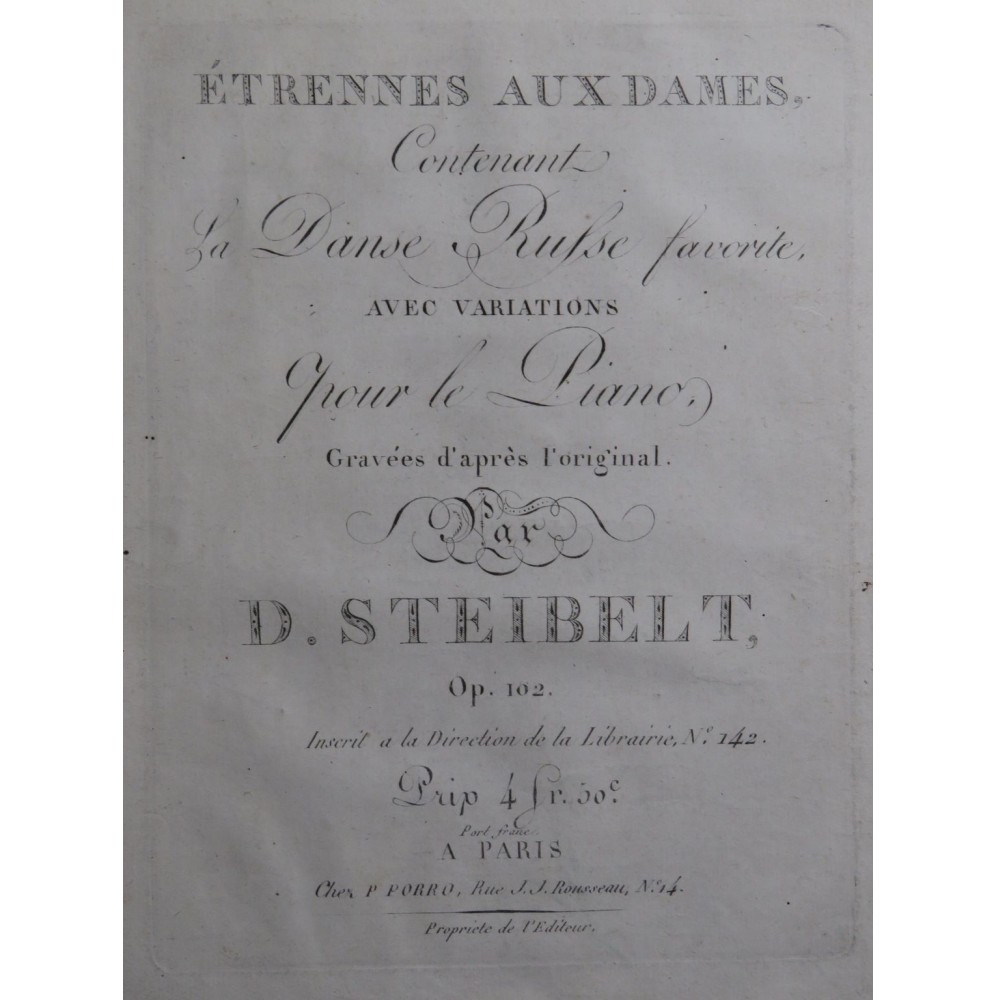 ÉTRENNES AUX DAMES,
Contenant
La Danse Ruſse favorite,
AVEC VARIATIONS
pour le Piano,
Gravées d'après l'original.
Par
D. STEIBELT,
Op. 102.
Inscrit a la Direction de la Librairie, N.º 142.
Prix 4 fr. 50ᶜ.
Port franc.
A PARIS
Chez P PORRO, Rue J. J. Rousseau, N.º 14.
Propriete de l'Editeur.